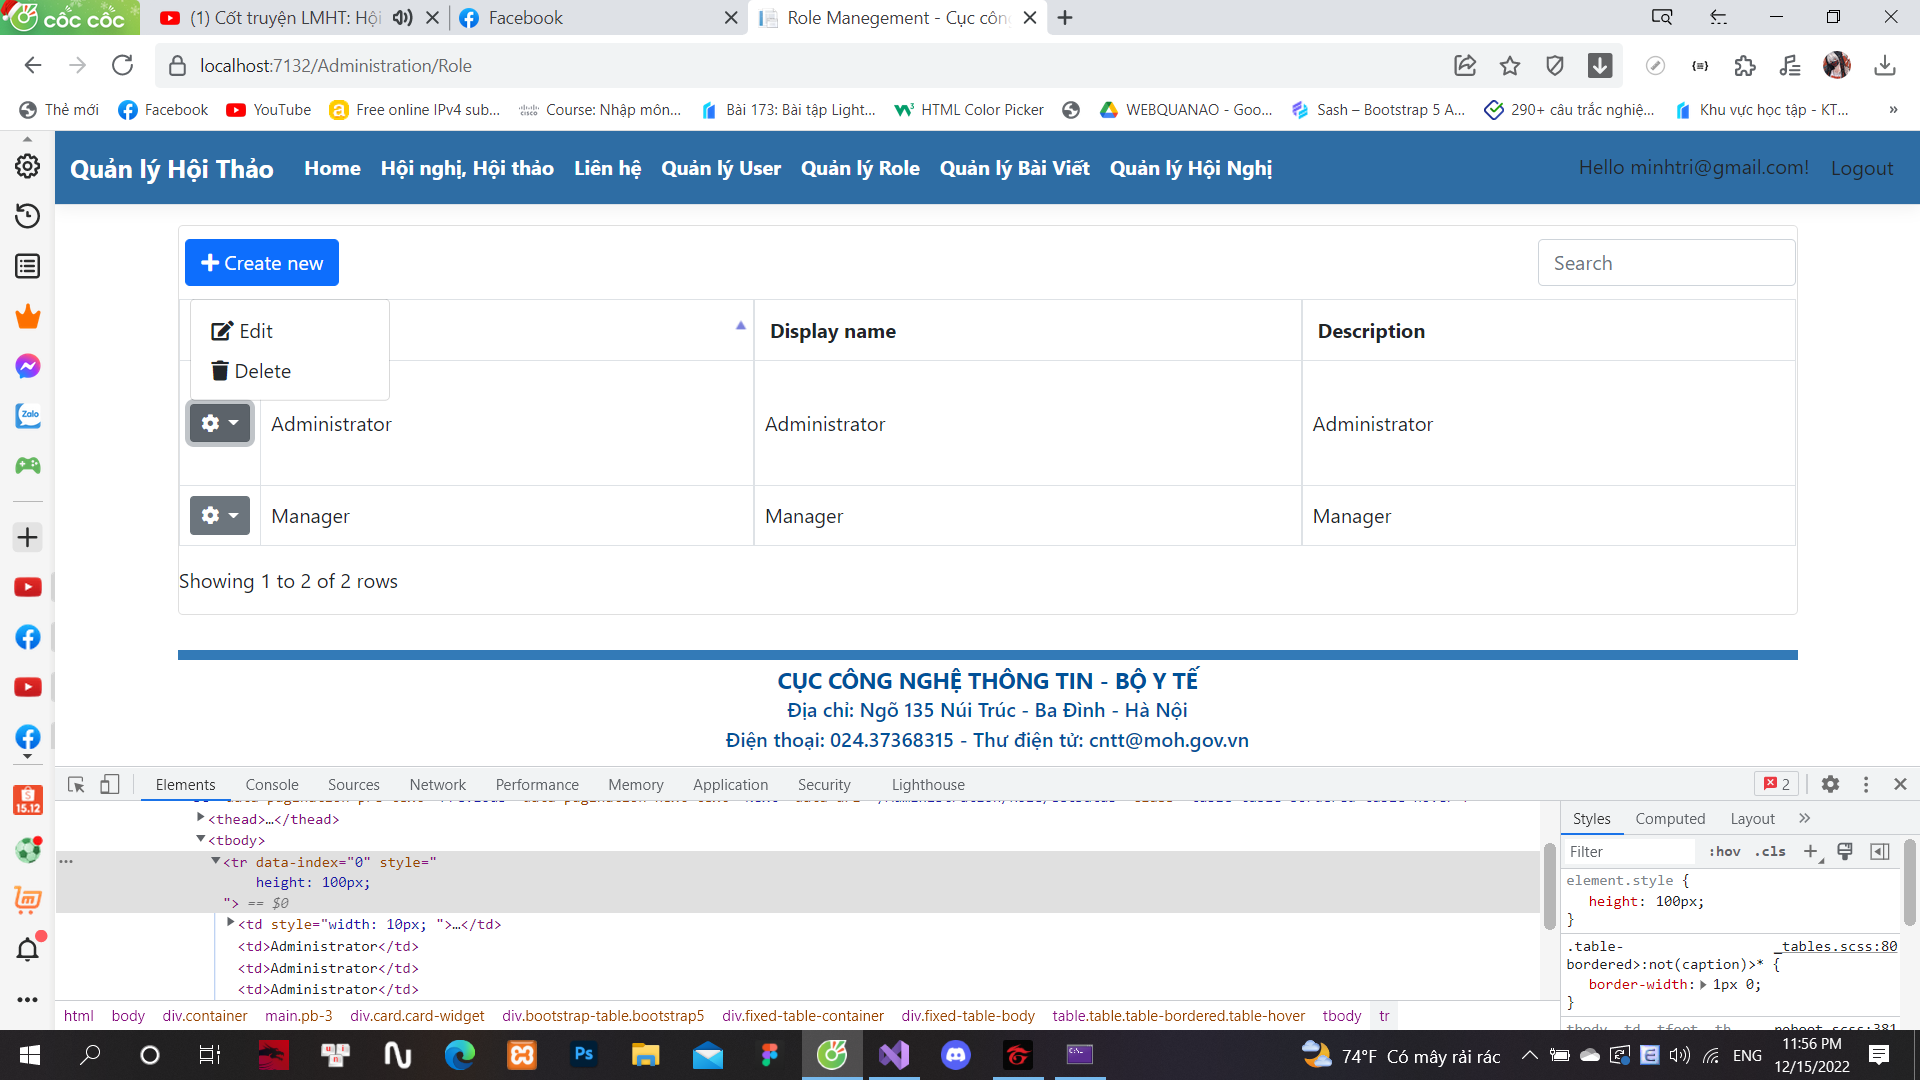 cốc cốc
(1) Cốt truyện LMHT: Hội
Facebook
Role Manegement - Cục côn
localhost:7132/Administration/Role
Thẻ mới
Facebook
YouTube
Free online IPv4 sub...
Course: Nhập môn...
Bài 173: Bài tập Light...
HTML Color Picker
WEBQUANAO - Goo...
Sash – Bootstrap 5 A...
290+ câu trắc nghiệ...
Khu vực học tập - KT...
»
Quản lý Hội Thảo
Home
Hội nghị, Hội thảo
Liên hệ
Quản lý User
Quản lý Role
Quản lý Bài Viết
Quản lý Hội Nghị
Hello minhtri@gmail.com!
Logout
Create new
Search
Edit
Delete
Display name
Description
Administrator
Administrator
Administrator
Manager
Manager
Manager
Showing 1 to 2 of 2 rows
CỤC CÔNG NGHỆ THÔNG TIN - BỘ Y TẾ
Địa chỉ: Ngõ 135 Núi Trúc - Ba Đình - Hà Nội
Điện thoại: 024.37368315 - Thư điện tử: cntt@moh.gov.vn
Zalo
15.12
Elements
Console
Sources
Network
Performance
Memory
Application
Security
Lighthouse
2
<thead>…</thead>
<tbody>
<tr data-index="0" style="
height: 100px;
"> == $0
<td style="width: 10px; ">…</td>
<td>Administrator</td>
<td>Administrator</td>
<td>Administrator</td>
html
body
div.container
main.pb-3
div.card.card-widget
div.bootstrap-table.bootstrap5
div.fixed-table-container
div.fixed-table-body
table.table.table-bordered.table-hover
tbody
tr
Styles
Computed
Layout
»
Filter
:hov
.cls
element.style {
height: 100px;
}
.table-
_tables.scss:80
bordered>:not(caption)>* {
border-width: 1px 0;
}
Ps
74°F Có mây rải rác
ENG
11:56 PM
12/15/2022